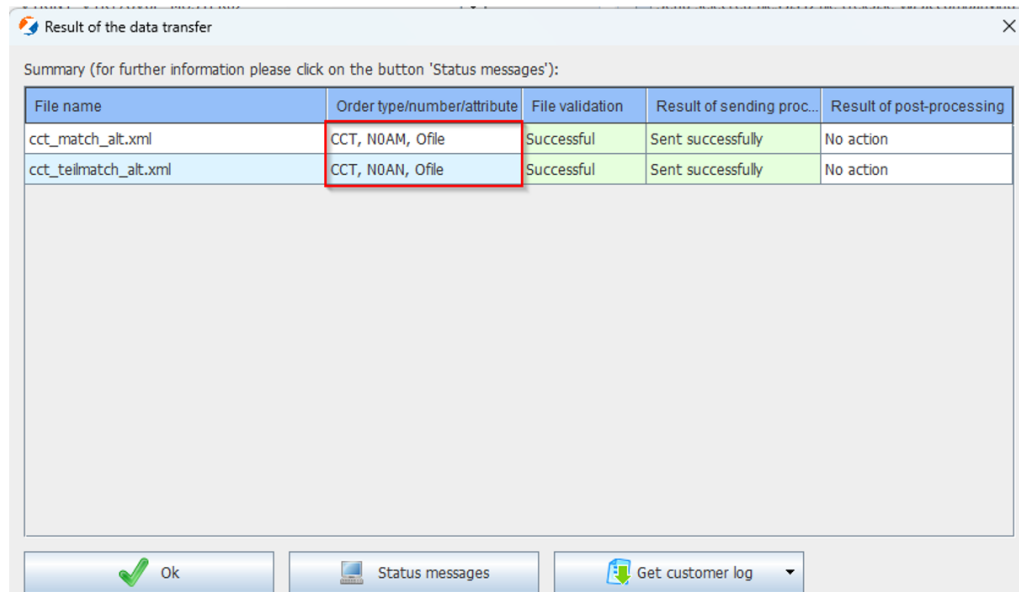 Result of the data transfer
Summary (for further information please click on the button 'Status messages'):
File name Order type/number/attribute File validation Result of sending proc... Result of post-processing
cct_match_alt.xml CCT, N0AM, Ofile Successful Sent successfully No action
cct_teilmatch_alt.xml CCT, N0AN, Ofile Successful Sent successfully No action
Ok Status messages Get customer log